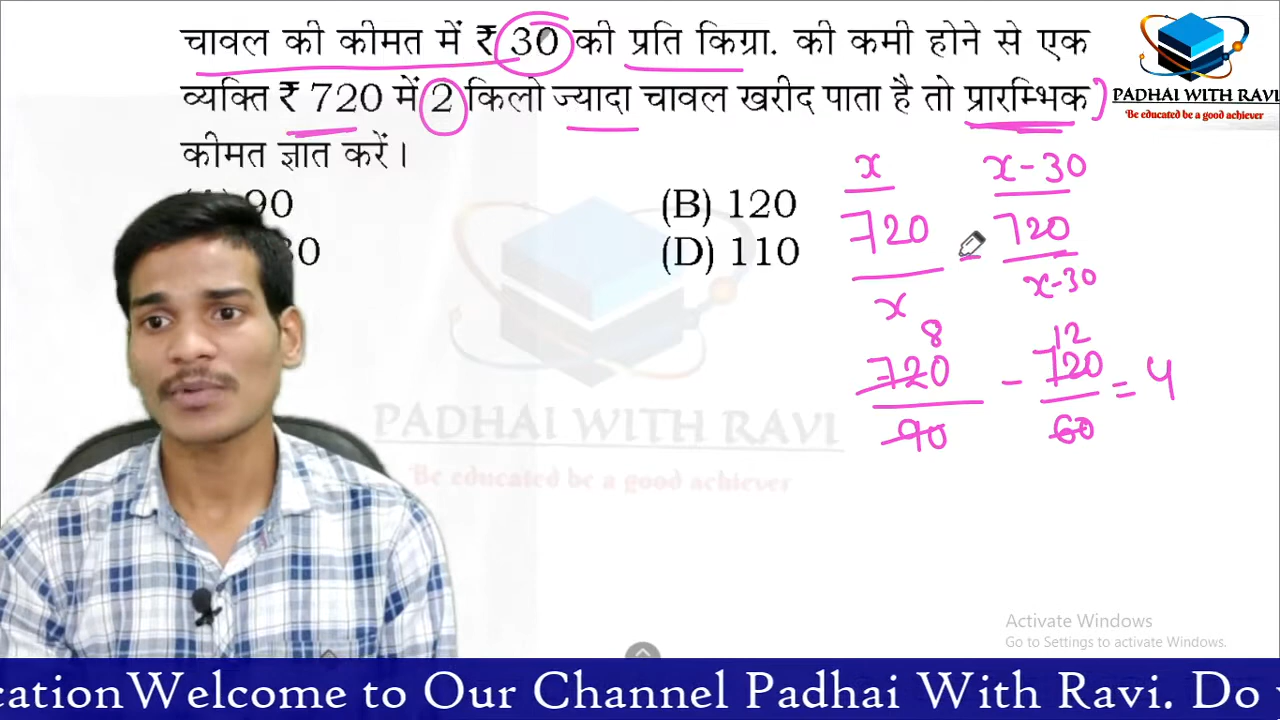 चावल की कीमत में ₹ 30 की प्रति किग्रा. की कमी होने से एक
व्यक्ति ₹ 720 में 2 किलो ज्यादा चावल खरीद पाता है तो प्रारम्भिक
कीमत ज्ञात करें।
90
(B) 120
(D) 110
PADHAI WITH RAVI
Be educated be a good achiever
x x-30
720 - 720
x x-30
8 12
720 - 720 = 4
90 60
PADHAI WITH RAVI
Be educated be a good achiever
Activate Windows
Go to Settings to activate Windows.
cationWelcome to Our Channel Padhai With Ravi. Do